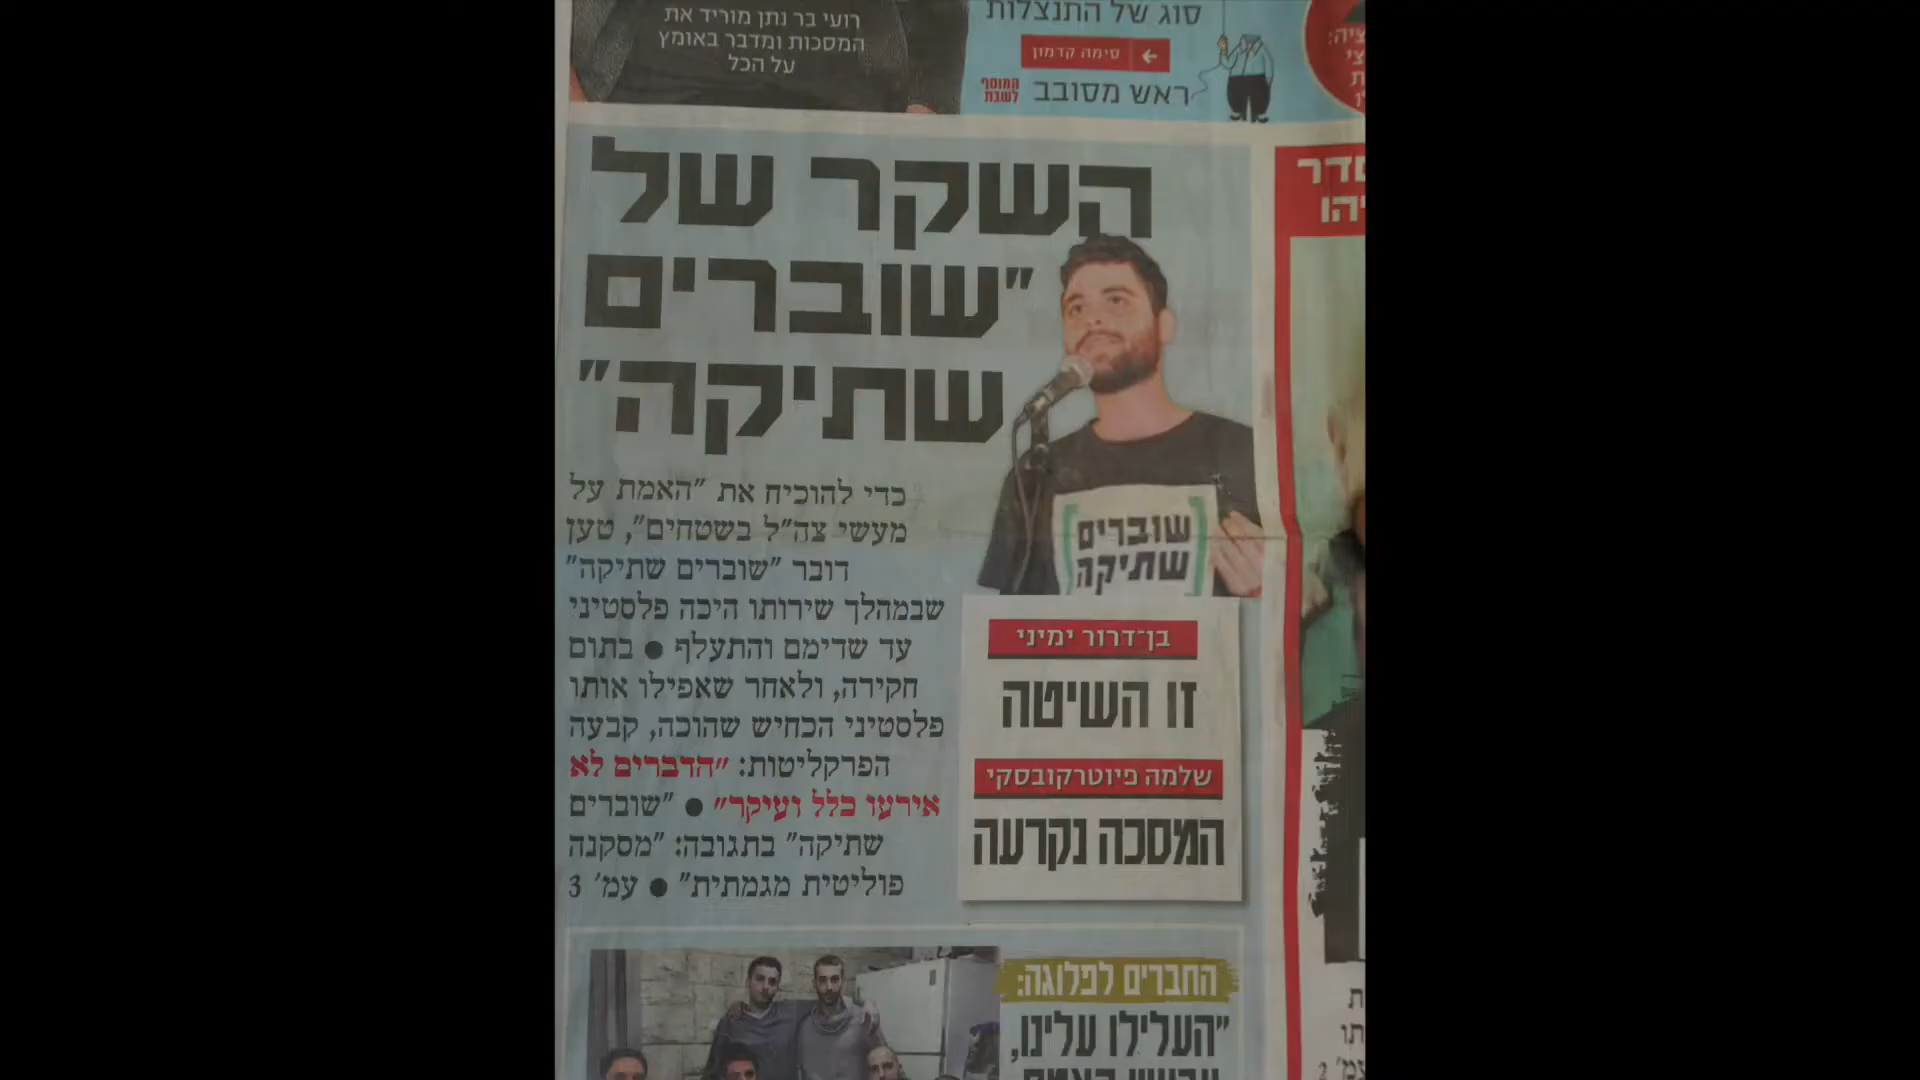 רועי בר נתן מוריד את
המסכות ומדבר באומץ
על הכל
סוג של התנצלות
סימה קדמון
ראש מסובב
המוסף
לשבת
השקר של
"שוברים
שתיקה"
כדי להוכיח את "האמת על
מעשי צה"ל בשטחים", טען
דובר "שוברים שתיקה"
שבמהלך שירותו היכה פלסטיני
עד שדימם והתעלף ● בתום
חקירה, ולאחר שאפילו אותו
פלסטיני הכחיש שהוכה, קבעה
הפרקליטות: "הדברים לא
אירעו כלל ועיקר" ● "שוברים
שתיקה" בתגובה: "מסקנה
פוליטית מגמתית" ● עמ' 3
שוברים
שתיקה
בן־דרור ימיני
זו השיטה
שלמה פיוטרקובסקי
המסכה נקרעה
החברים לפלוגה:
"העלילו עלינו,